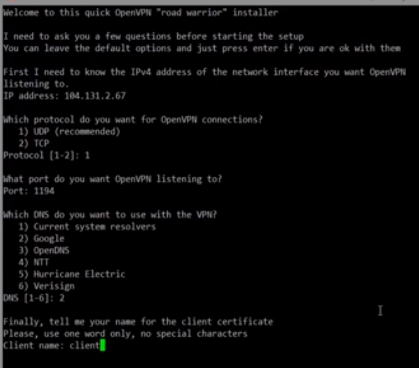 Welcome to this quick OpenVPN "road warrior" installer
I need to ask you a few questions before starting the setup
You can leave the default options and just press enter if you are ok with them
First I need to know the IPv4 address of the network interface you want OpenVPN
listening to.
IP address: 104.131.2.67
Which protocol do you want for OpenVPN connections?
1) UDP (recommended)
2) TCP
Protocol [1-2]: 1
What port do you want OpenVPN listening to?
Port: 1194
Which DNS do you want to use with the VPN?
1) Current system resolvers
2) Google
3) OpenDNS
4) NTT
5) Hurricane Electric
6) Verisign
DNS [1-6]: 2
Finally, tell me your name for the client certificate
Please, use one word only, no special characters
Client name: client